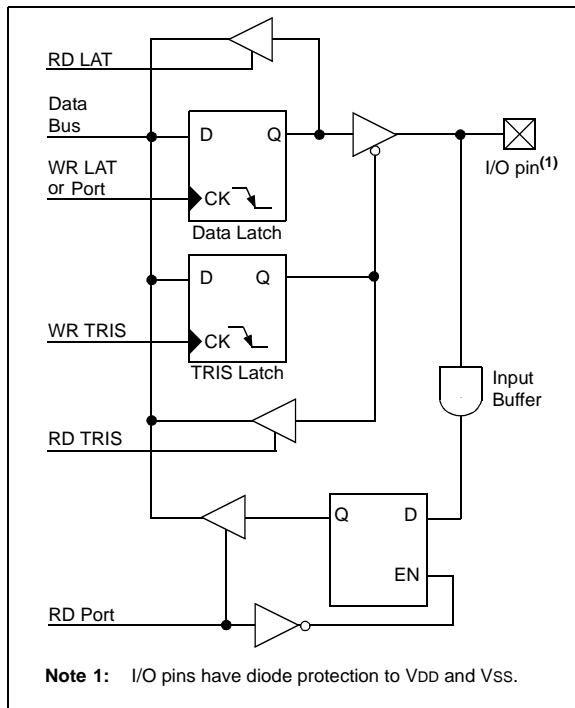 RD LAT
Data
Bus
D Q
I/O pin(1)
WR LAT
or Port
CK
Data Latch
D Q
WR TRIS
CK
TRIS Latch
Input
Buffer
RD TRIS
Q D
EN
RD Port
Note 1: I/O pins have diode protection to VDD and VSS.